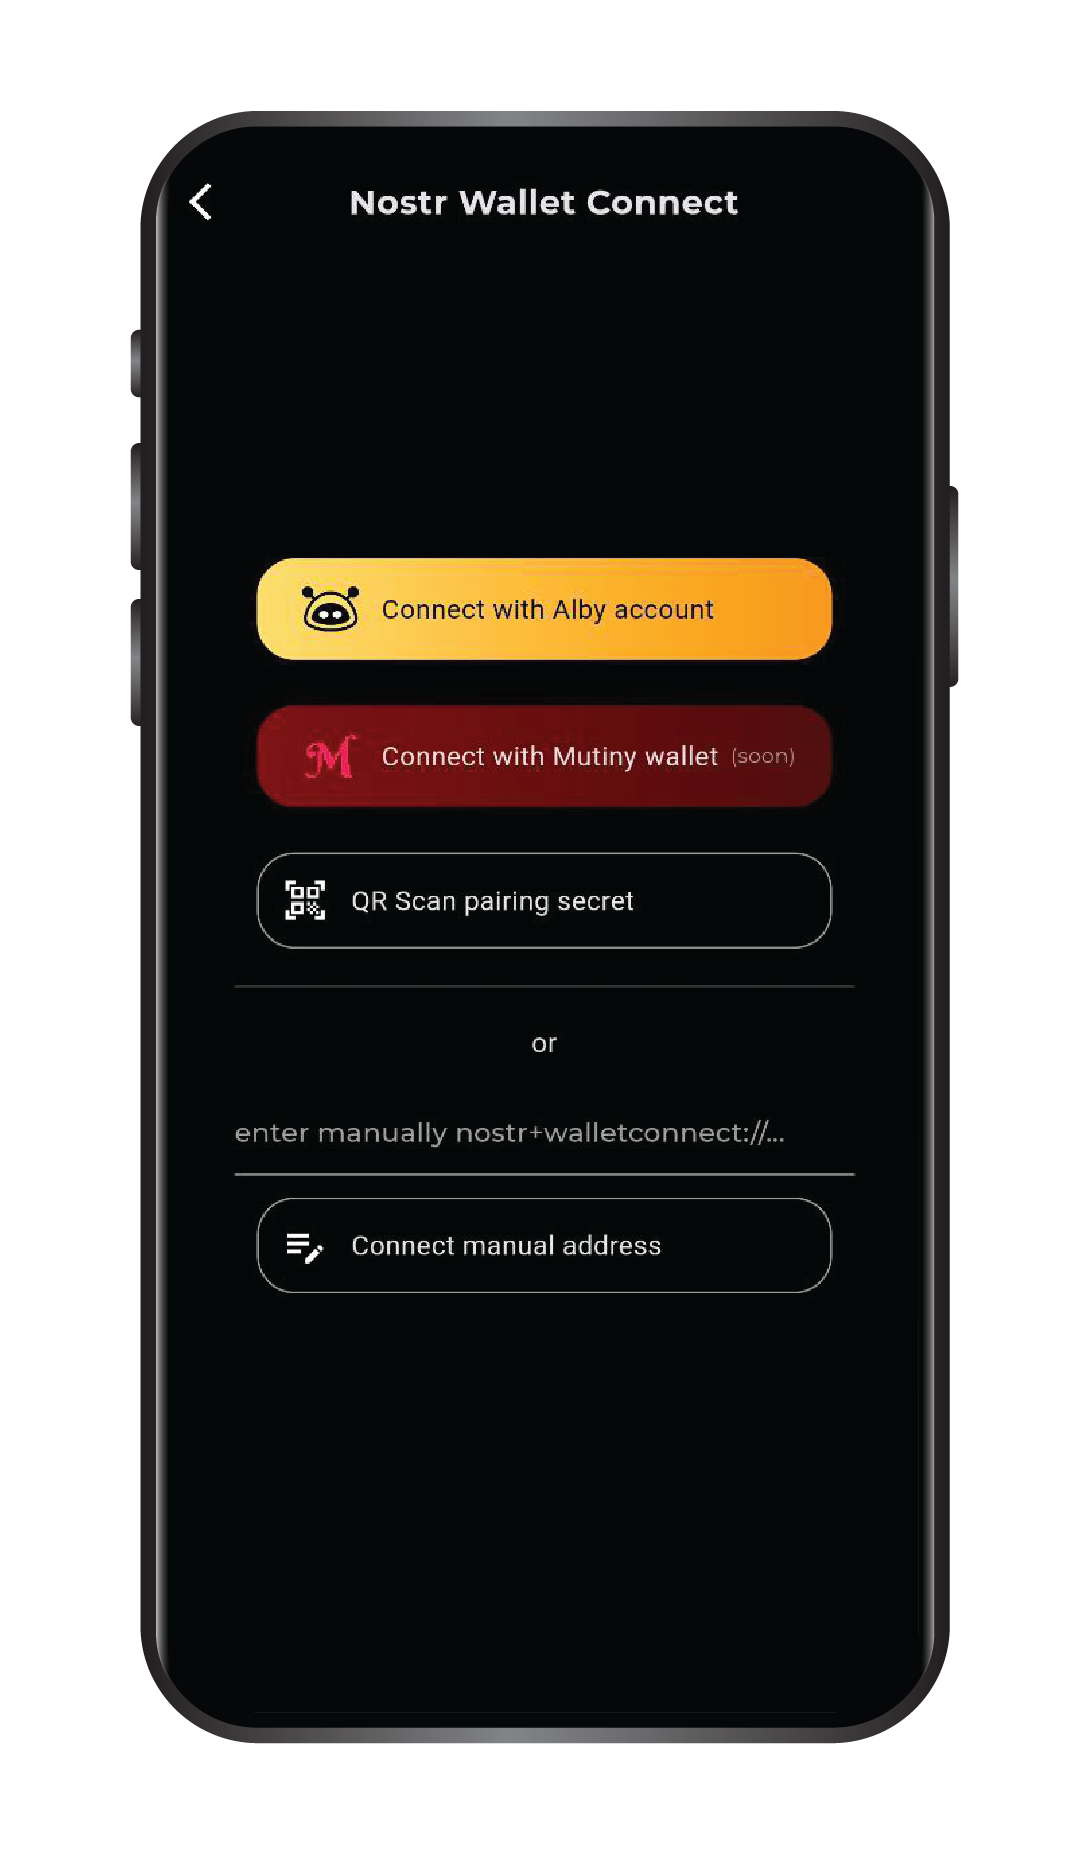 Nostr Wallet Connect
Connect with Alby account
M Connect with Mutiny wallet (soon)
QR Scan pairing secret
or
enter manually nostr+walletconnect://...
Connect manual address